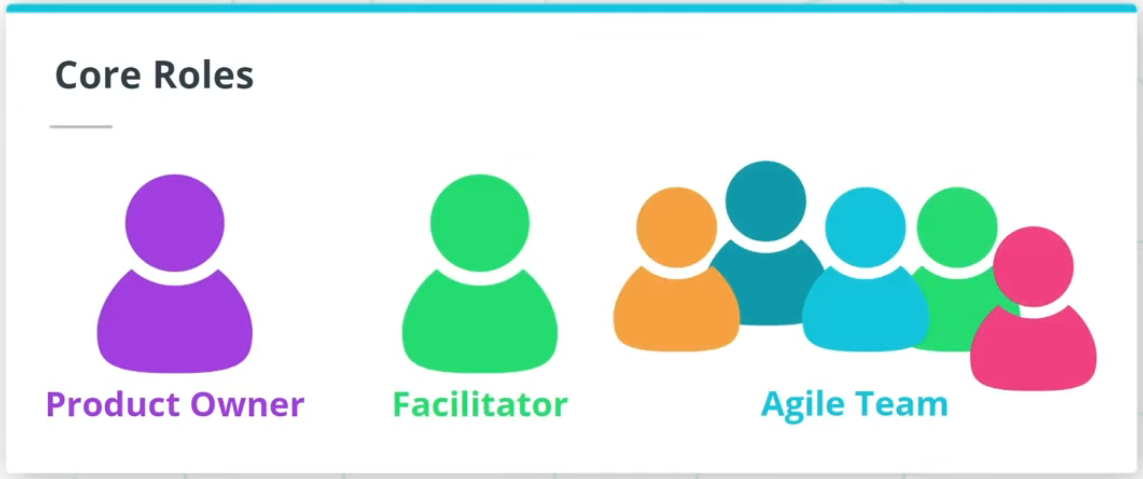 Core Roles
Product Owner
Facilitator
Agile Team